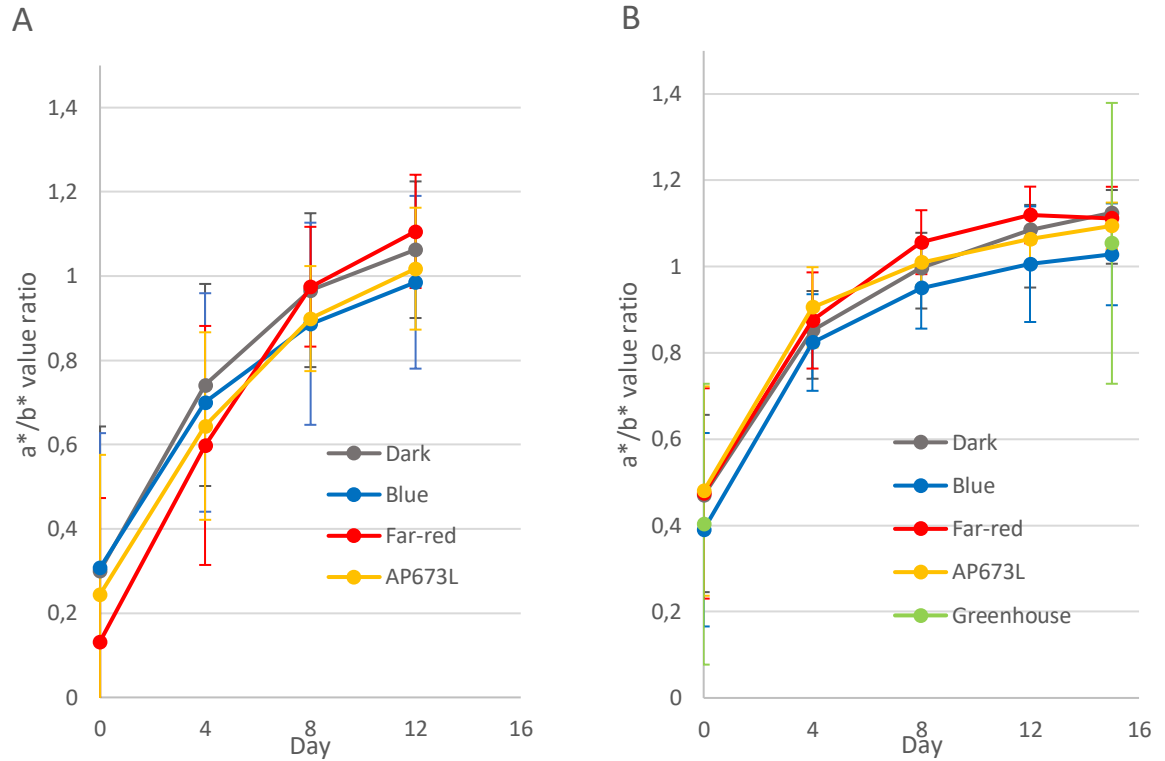 A
1,4
1,2
1
0,8
0,6
0,4
0,2
0
a*/b* value ratio
0 4 8 12 16
Day
Dark
Blue
Far-red
AP673L
B
1,4
1,2
1
0,8
0,6
0,4
0,2
0
a*/b* value ratio
0 4 8 12 16
Day
Dark
Blue
Far-red
AP673L
Greenhouse